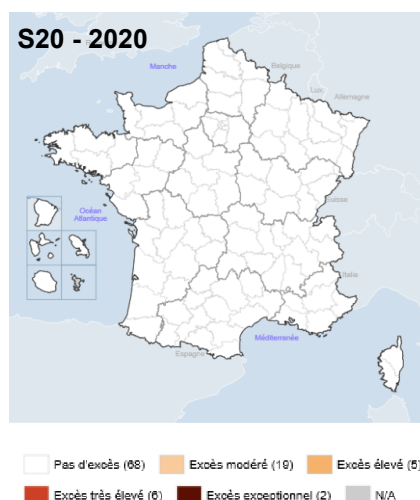 S20 - 2020
Manche
Belgique
Lux.
Allemagne
Océan
Atlantique
Suisse
Italie
Espagne
Méditerranée
Pas d'excès (68)
Excès modéré (19)
Excès élevé (5)
Excès très élevé (6)
Excès exceptionnel (2)
N/A